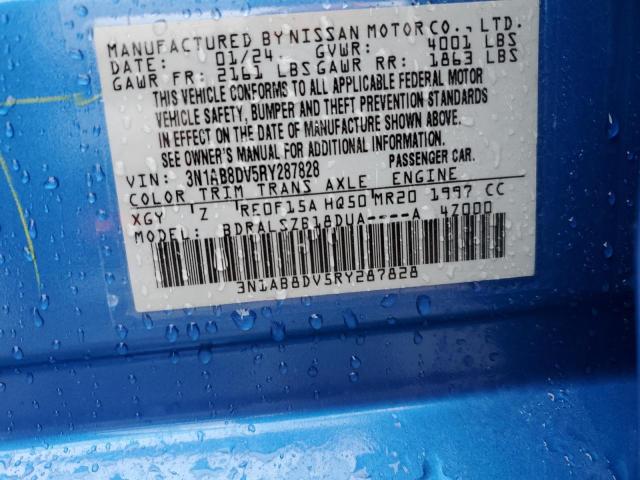 MANUFACTURED BY NISSAN MOTOR CO., LTD.
DATE: 01/24 GVWR: 4001 LBS
GAWR FR: 2161 LBS GAWR RR: 1863 LBS
THIS VEHICLE CONFORMS TO ALL APPLICABLE FEDERAL MOTOR
VEHICLE SAFETY, BUMPER AND THEFT PREVENTION STANDARDS
IN EFFECT ON THE DATE OF MANUFACTURE SHOWN ABOVE.
SEE OWNER'S MANUAL FOR ADDITIONAL INFORMATION.
VIN: 3N1AB8DV5RY287828 PASSENGER CAR.
COLOR TRIM TRANS AXLE ENGINE
XGY Z RE0F15A HQ50 MR20 1997 CC
MODEL: BDRALSZB18DUA----A 4Z000
3N1AB8DV5RY287828